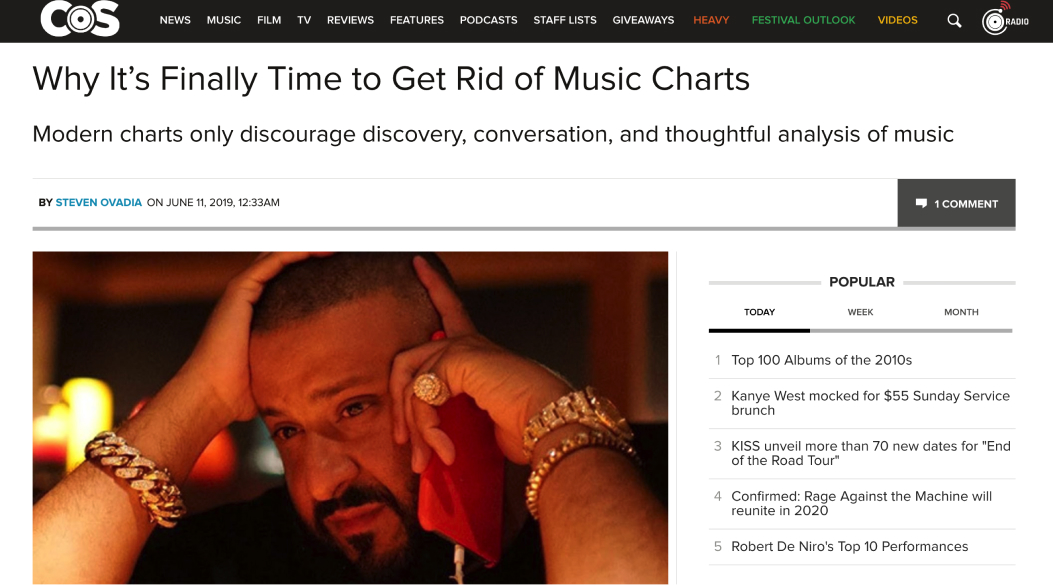 COS NEWS MUSIC FILM TV REVIEWS FEATURES PODCASTS STAFF LISTS GIVEAWAYS HEAVY FESTIVAL OUTLOOK VIDEOS RADIO
Why It’s Finally Time to Get Rid of Music Charts
Modern charts only discourage discovery, conversation, and thoughtful analysis of music
BY STEVEN OVADIA ON JUNE 11, 2019, 12:33AM
1 COMMENT
POPULAR
TODAY WEEK MONTH
1 Top 100 Albums of the 2010s
2 Kanye West mocked for $55 Sunday Service
brunch
3 KISS unveil more than 70 new dates for "End
of the Road Tour"
4 Confirmed: Rage Against the Machine will
reunite in 2020
5 Robert De Niro's Top 10 Performances